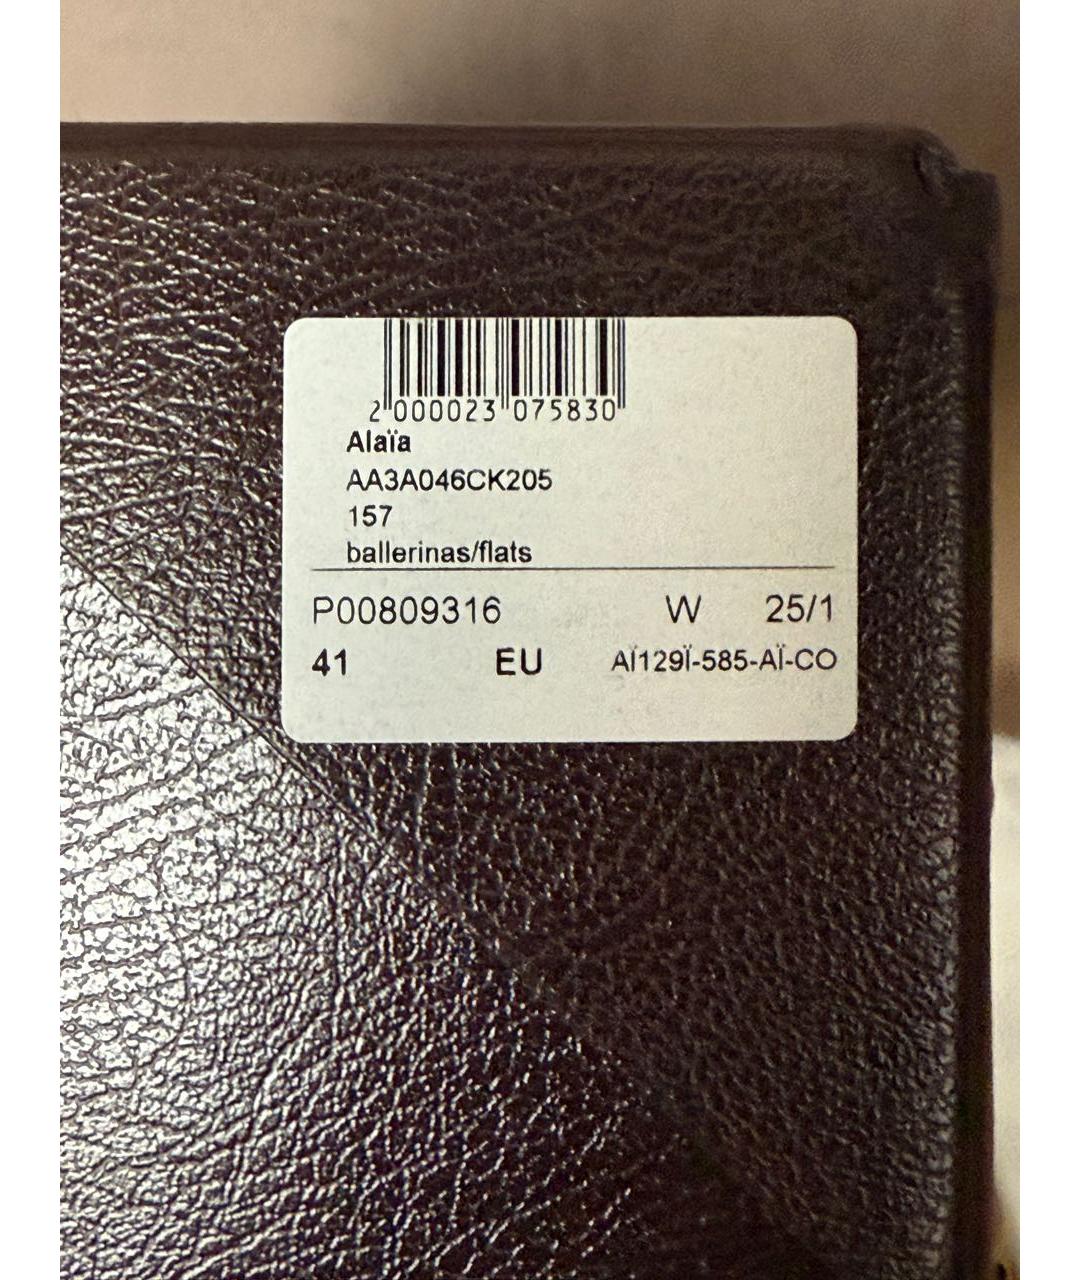 2 000023 075830
Alaïa
AA3A046CK205
157
ballerinas/flats
P00809316 W 25/1
41 EU AÏ129Ï-585-AÏ-CO